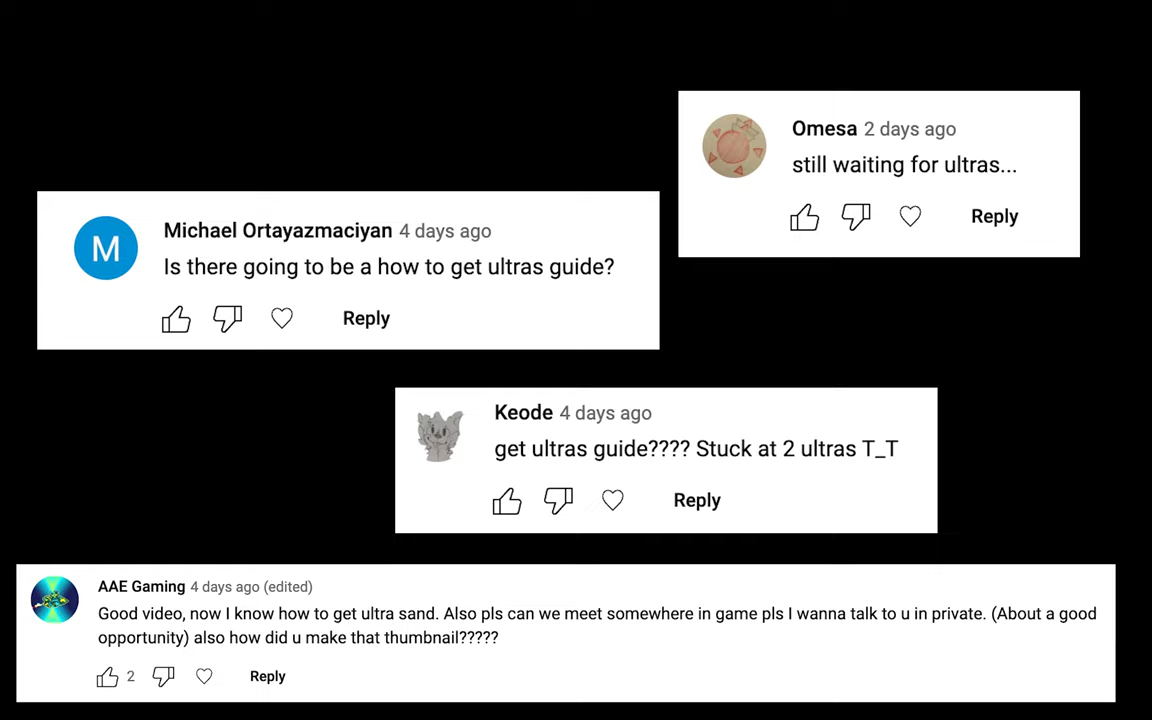 Omesa 2 days ago
still waiting for ultras...
Reply
M
Michael Ortayazmaciyan 4 days ago
Is there going to be a how to get ultras guide?
Reply
Keode 4 days ago
get ultras guide???? Stuck at 2 ultras T_T
Reply
AAE Gaming 4 days ago (edited)
Good video, now I know how to get ultra sand. Also pls can we meet somewhere in game pls I wanna talk to u in private. (About a good
opportunity) also how did u make that thumbnail?????
2 Reply